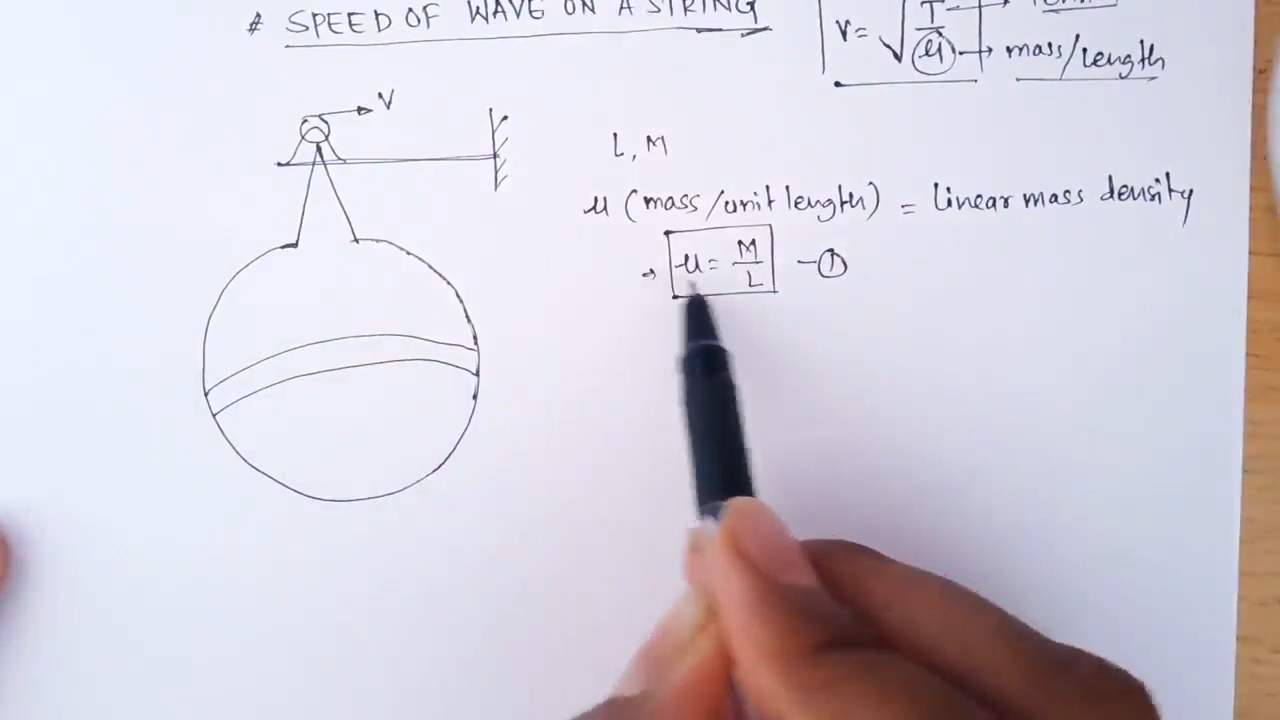 # SPEED OF WAVE ON A STRING
V = √T/μ → mass/length
V
L, M
μ (mass/unit length) = linear mass density
→ μ = M/L - ①